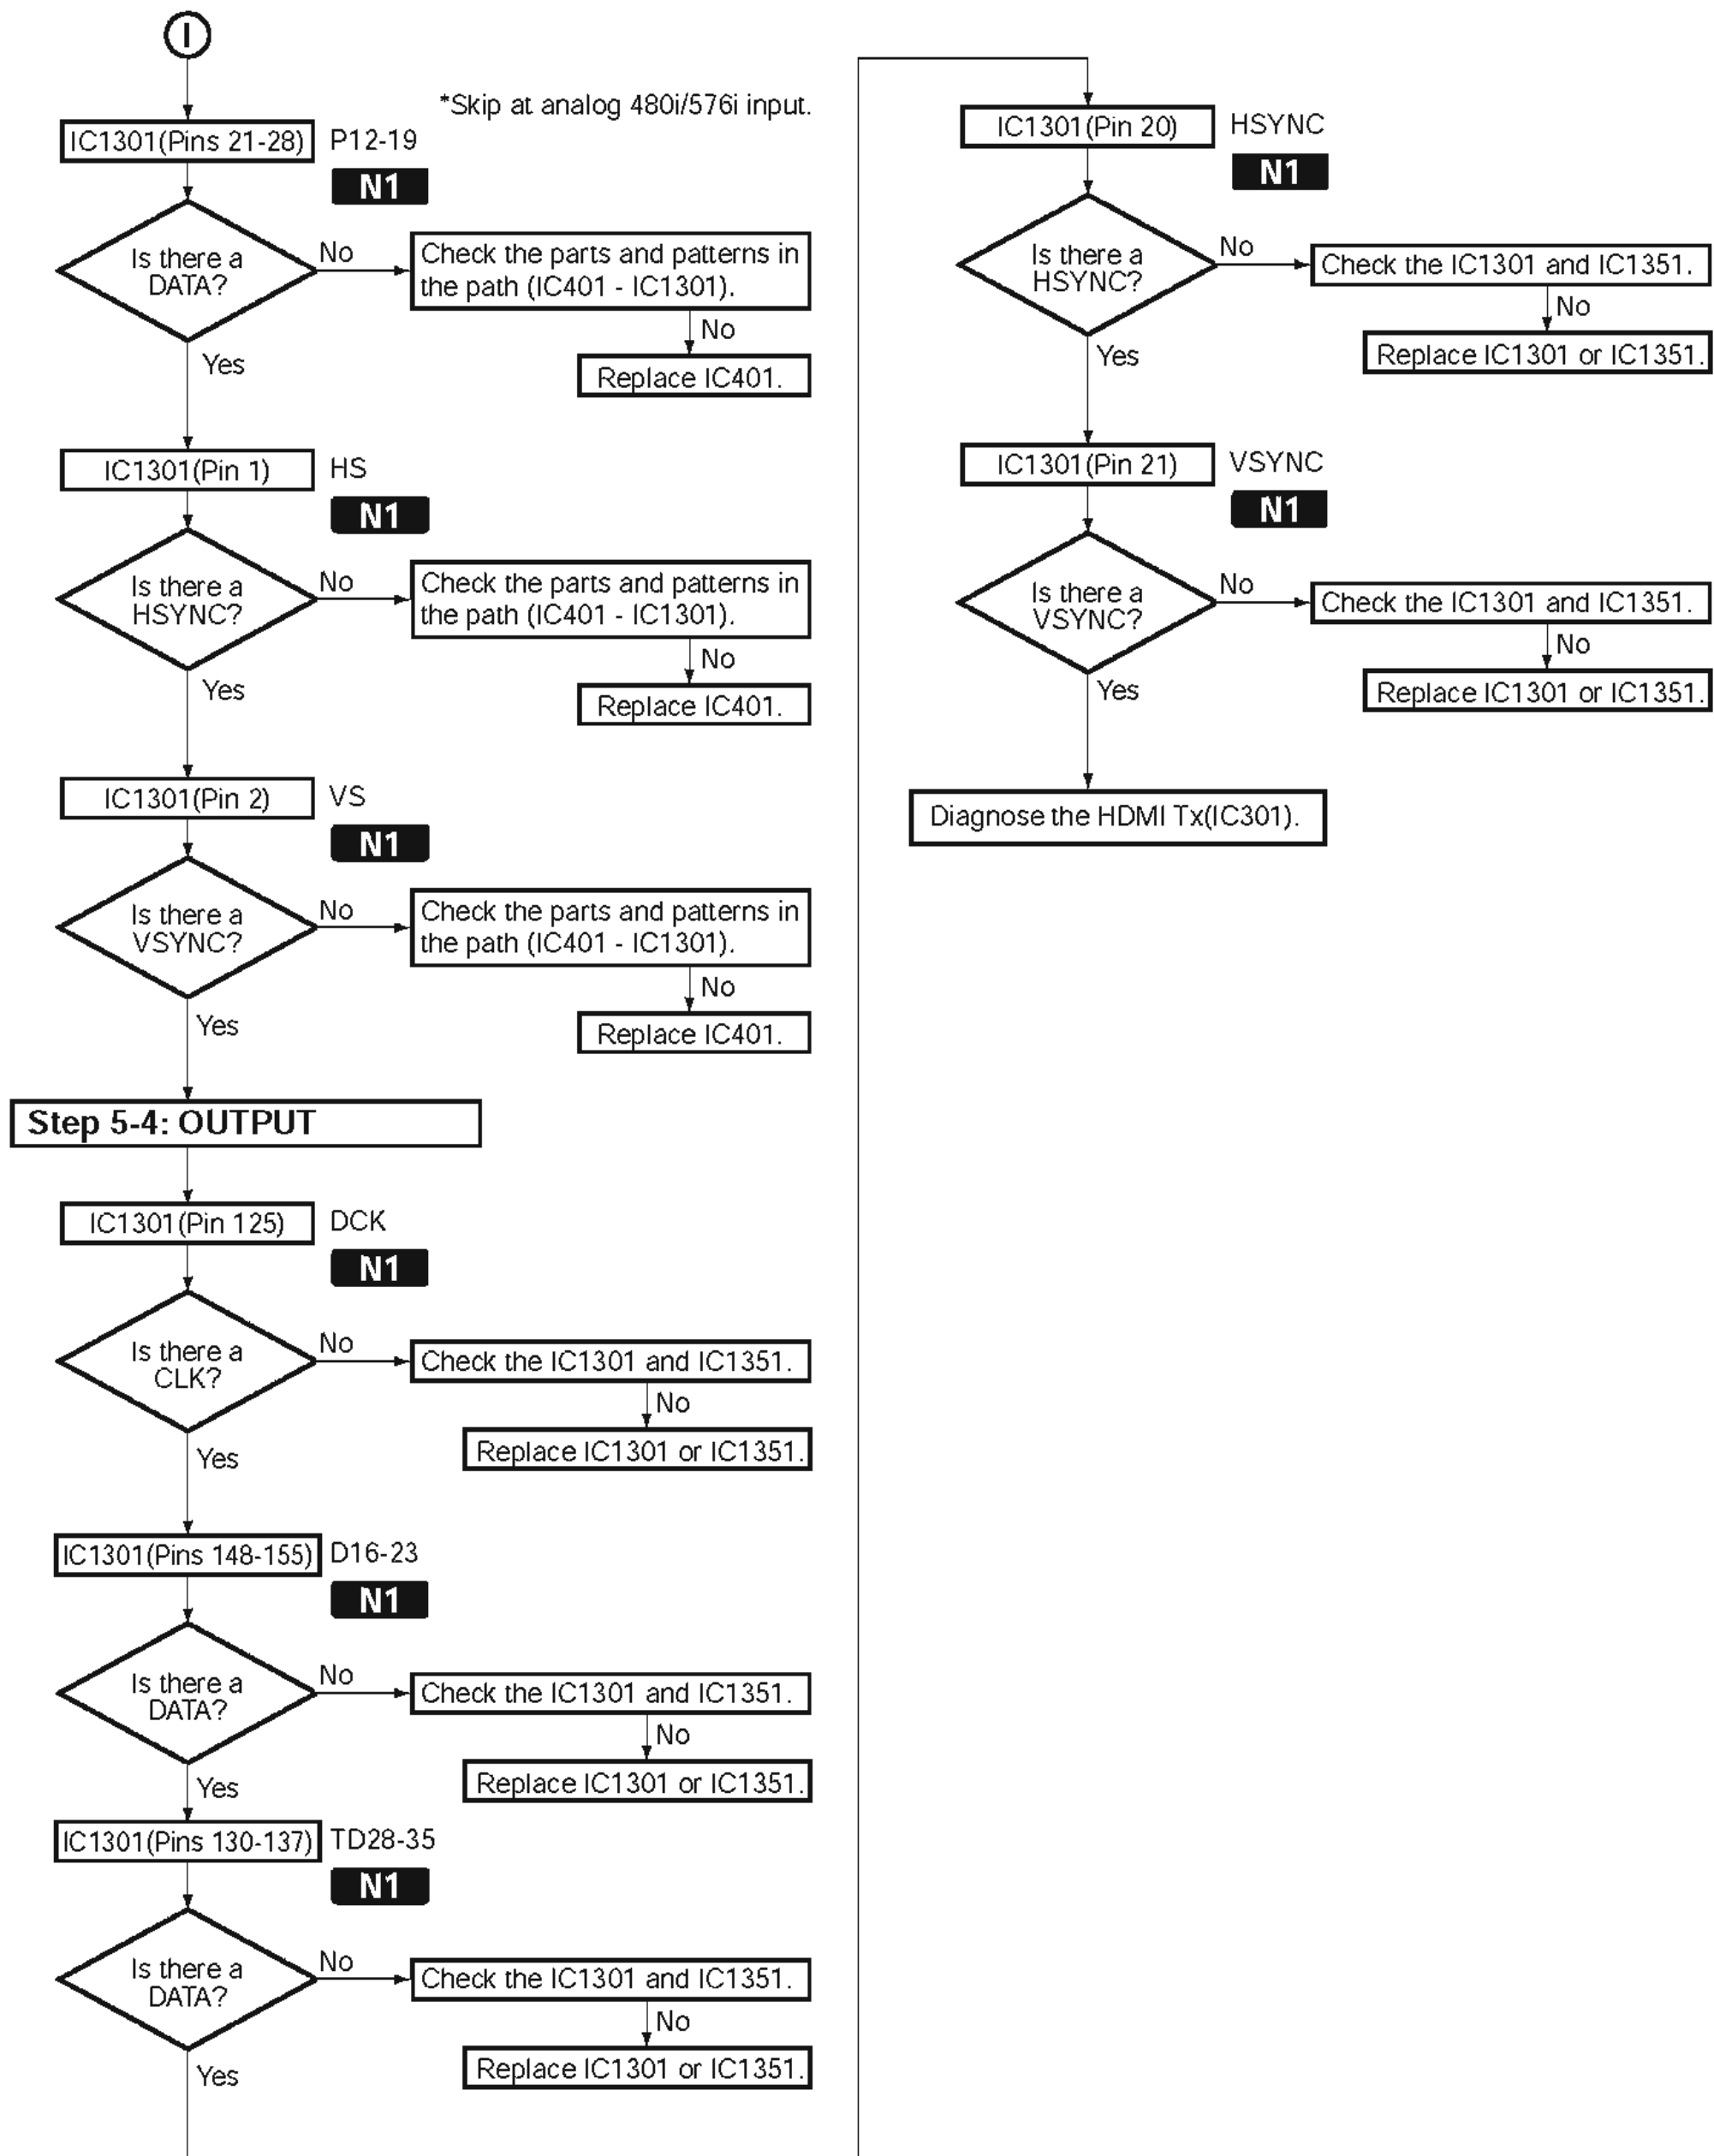 I
*Skip at analog 480i/576i input.
IC1301(Pins 21-28)
P12-19
N1
Is there a
DATA?
No
Check the parts and patterns in
the path (IC401 - IC1301).
No
Replace IC401.
Yes
IC1301(Pin 1)
HS
N1
Is there a
HSYNC?
No
Check the parts and patterns in
the path (IC401 - IC1301).
No
Replace IC401.
Yes
IC1301(Pin 2)
VS
N1
Is there a
VSYNC?
No
Check the parts and patterns in
the path (IC401 - IC1301).
No
Replace IC401.
Yes
Step 5-4: OUTPUT
IC1301(Pin 125)
DCK
N1
Is there a
CLK?
No
Check the IC1301 and IC1351.
No
Replace IC1301 or IC1351.
Yes
IC1301(Pins 148-155)
D16-23
N1
Is there a
DATA?
No
Check the IC1301 and IC1351.
No
Replace IC1301 or IC1351.
Yes
IC1301(Pins 130-137)
TD28-35
N1
Is there a
DATA?
No
Check the IC1301 and IC1351.
No
Replace IC1301 or IC1351.
Yes
IC1301(Pin 20)
HSYNC
N1
Is there a
HSYNC?
No
Check the IC1301 and IC1351.
No
Replace IC1301 or IC1351.
Yes
IC1301(Pin 21)
VSYNC
N1
Is there a
VSYNC?
No
Check the IC1301 and IC1351.
No
Replace IC1301 or IC1351.
Yes
Diagnose the HDMI Tx(IC301).